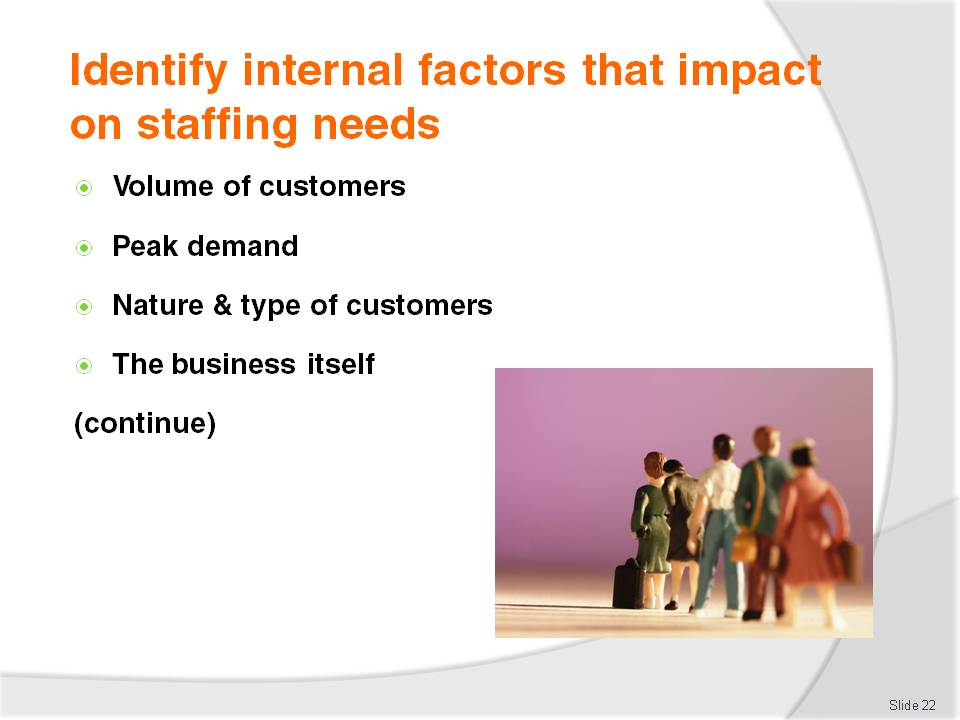 Identify internal factors that impact
on staffing needs
Volume of customers
Peak demand
Nature & type of customers
The business itself
(continue)
Slide 22